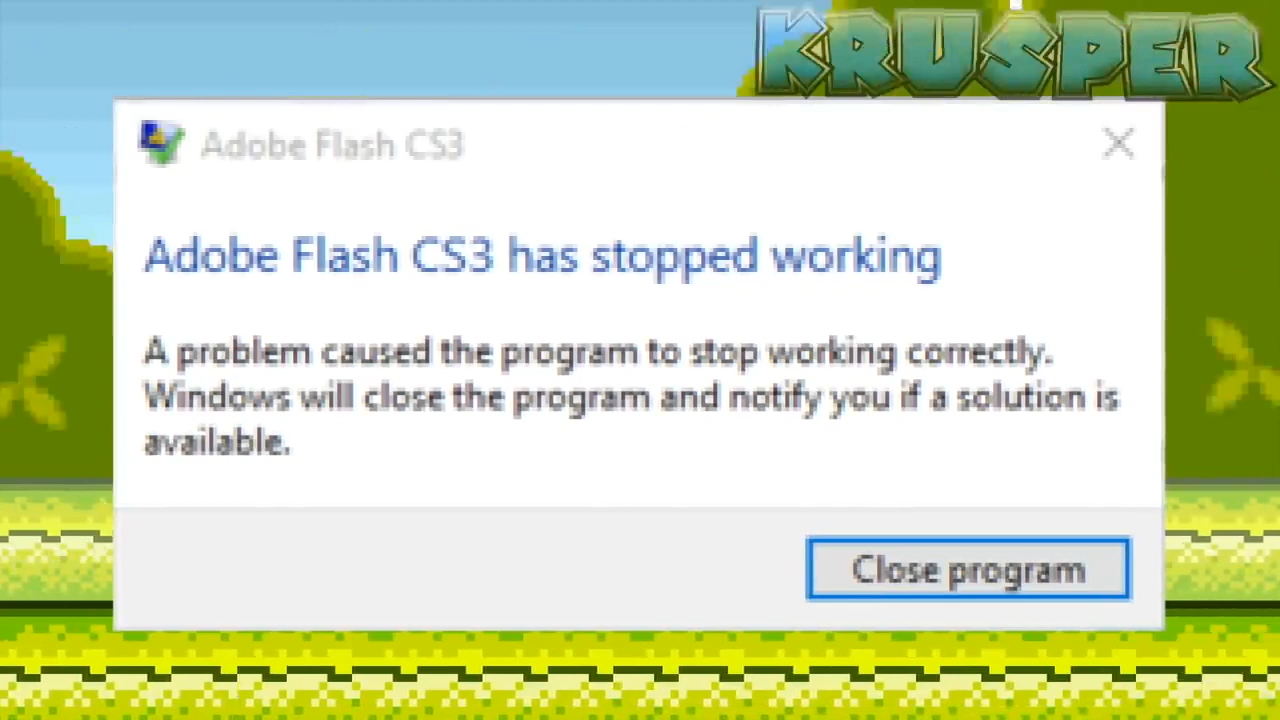 KRUSPER
Adobe Flash CS3
Adobe Flash CS3 has stopped working
A problem caused the program to stop working correctly.
Windows will close the program and notify you if a solution is
available.
Close program